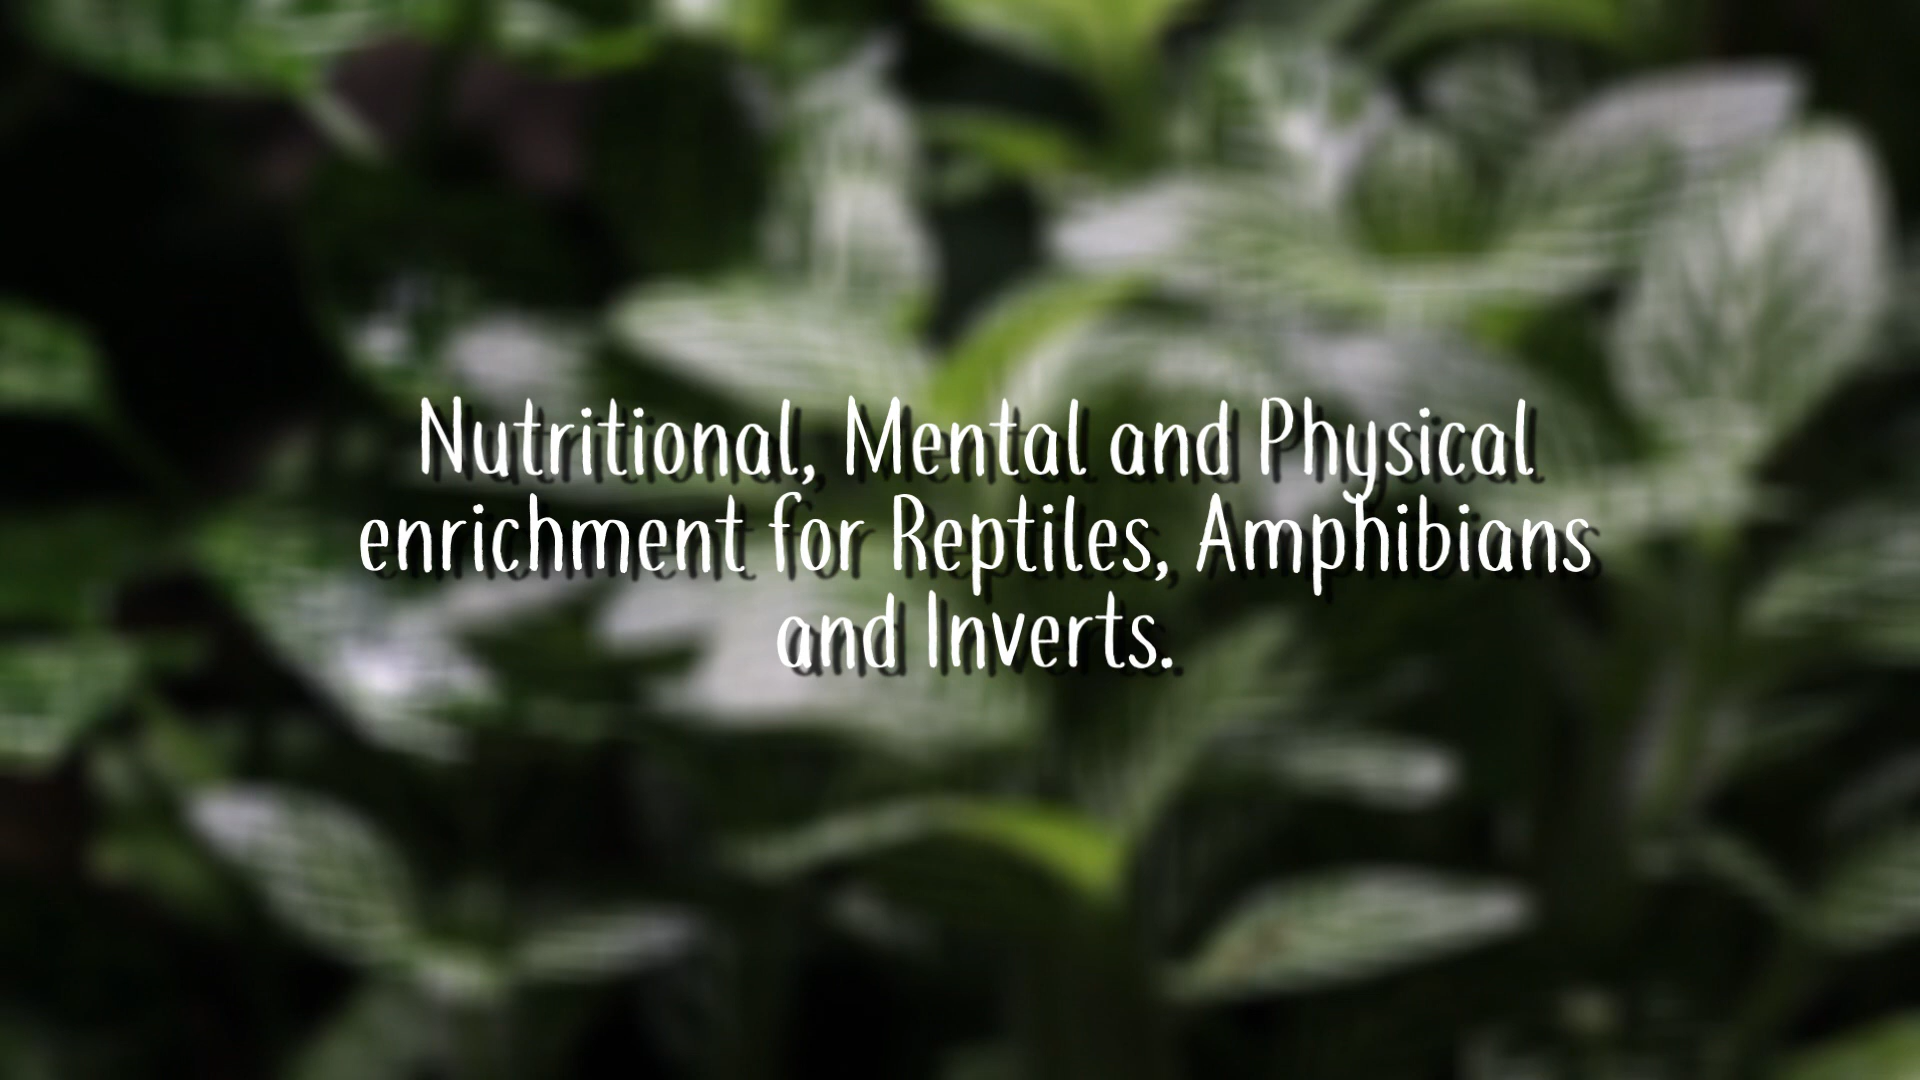 Nutritional, Mental and Physical
enrichment for Reptiles, Amphibians
and Inverts.